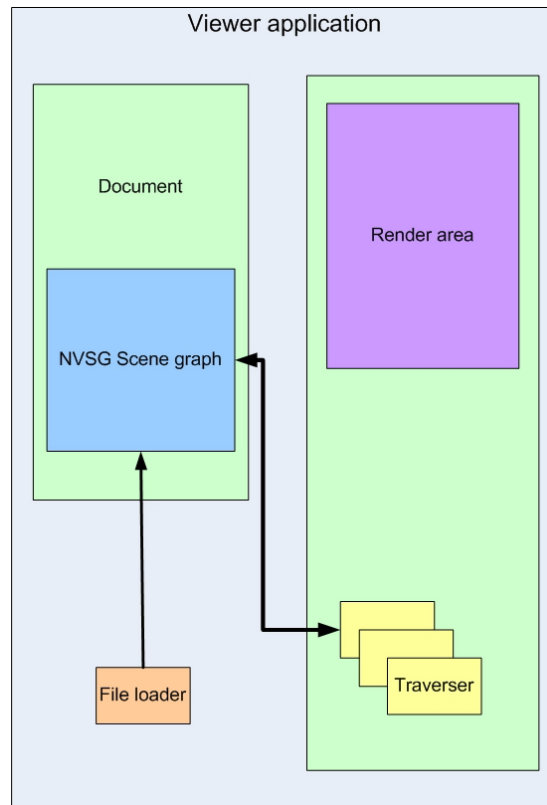 Viewer application
Document
Render area
NVSG Scene graph
Traverser
File loader